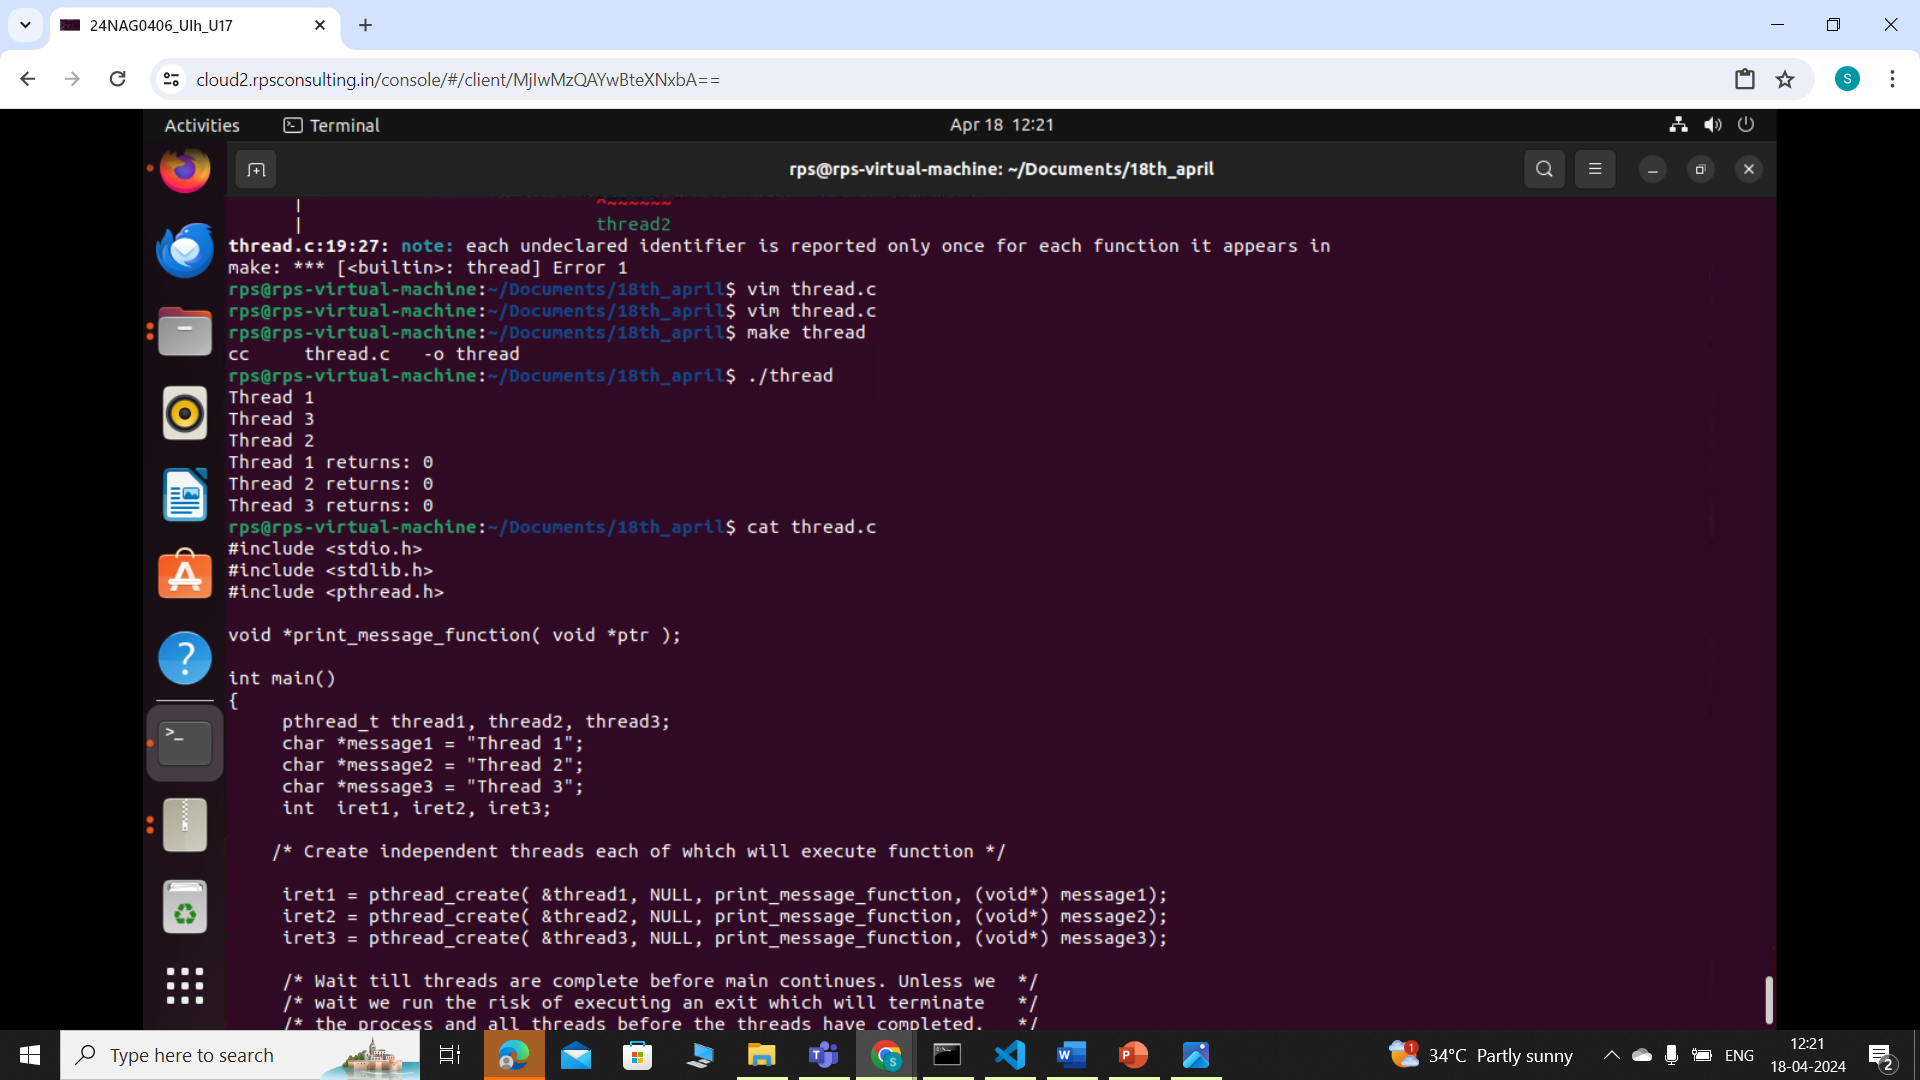 24NAG0406_Ulh_U17
cloud2.rpsconsulting.in/console/#/client/MjIwMzQAYwBteXNxbA==
S
Activities
Terminal
Apr 18 12:21
rps@rps-virtual-machine: ~/Documents/18th_april
| ^~~~~~~
| thread2
thread.c:19:27: note: each undeclared identifier is reported only once for each function it appears in
make: *** [<builtin>: thread] Error 1
rps@rps-virtual-machine:~/Documents/18th_april$ vim thread.c
rps@rps-virtual-machine:~/Documents/18th_april$ vim thread.c
rps@rps-virtual-machine:~/Documents/18th_april$ make thread
cc     thread.c   -o thread
rps@rps-virtual-machine:~/Documents/18th_april$ ./thread
Thread 1
Thread 3
Thread 2
Thread 1 returns: 0
Thread 2 returns: 0
Thread 3 returns: 0
rps@rps-virtual-machine:~/Documents/18th_april$ cat thread.c
#include <stdio.h>
#include <stdlib.h>
#include <pthread.h>
void *print_message_function( void *ptr );
int main()
{
pthread_t thread1, thread2, thread3;
char *message1 = "Thread 1";
char *message2 = "Thread 2";
char *message3 = "Thread 3";
int  iret1, iret2, iret3;
/* Create independent threads each of which will execute function */
iret1 = pthread_create( &thread1, NULL, print_message_function, (void*) message1);
iret2 = pthread_create( &thread2, NULL, print_message_function, (void*) message2);
iret3 = pthread_create( &thread3, NULL, print_message_function, (void*) message3);
/* Wait till threads are complete before main continues. Unless we  */
/* wait we run the risk of executing an exit which will terminate   */
/* the process and all threads before the threads have completed.   */
Type here to search
1
34°C Partly sunny
ENG
12:21
18-04-2024
2